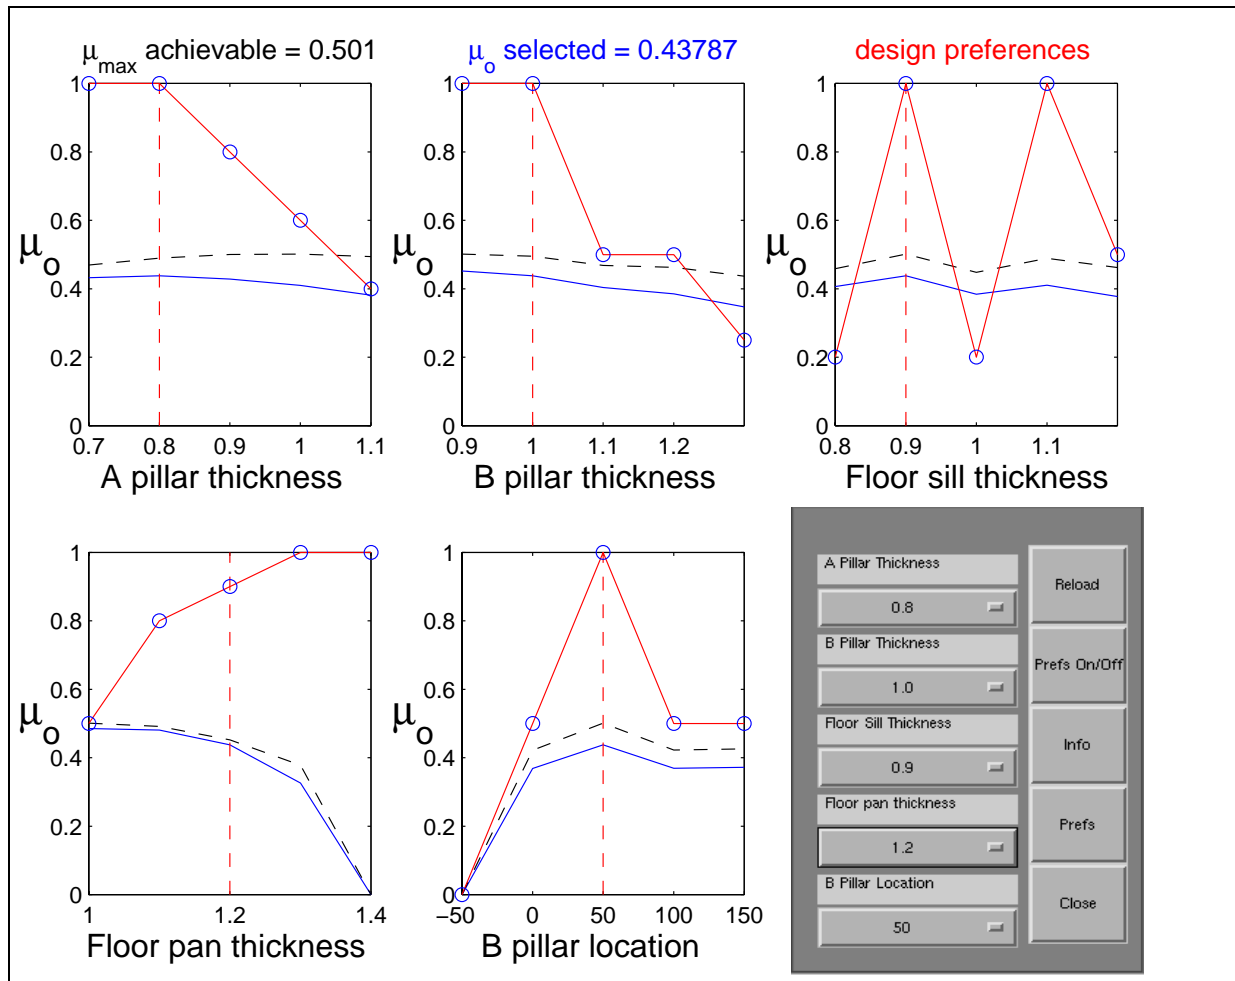 μmax achievable = 0.501
μo selected = 0.43787
design preferences
1
0.8
0.6
0.4
0.2
0
μo
0.7 0.8 0.9 1 1.1
A pillar thickness
1
0.8
0.6
0.4
0.2
0
μo
0.9 1 1.1 1.2
B pillar thickness
1
0.8
0.6
0.4
0.2
0
μo
0.8 0.9 1 1.1
Floor sill thickness
1
0.8
0.6
0.4
0.2
0
μo
1 1.2 1.4
Floor pan thickness
1
0.8
0.6
0.4
0.2
0
μo
−50 0 50 100 150
B pillar location
A Pillar Thickness
0.8
B Pillar Thickness
1.0
Floor Sill Thickness
0.9
Floor pan thickness
1.2
B Pillar Location
50
Reload
Prefs On/Off
Info
Prefs
Close